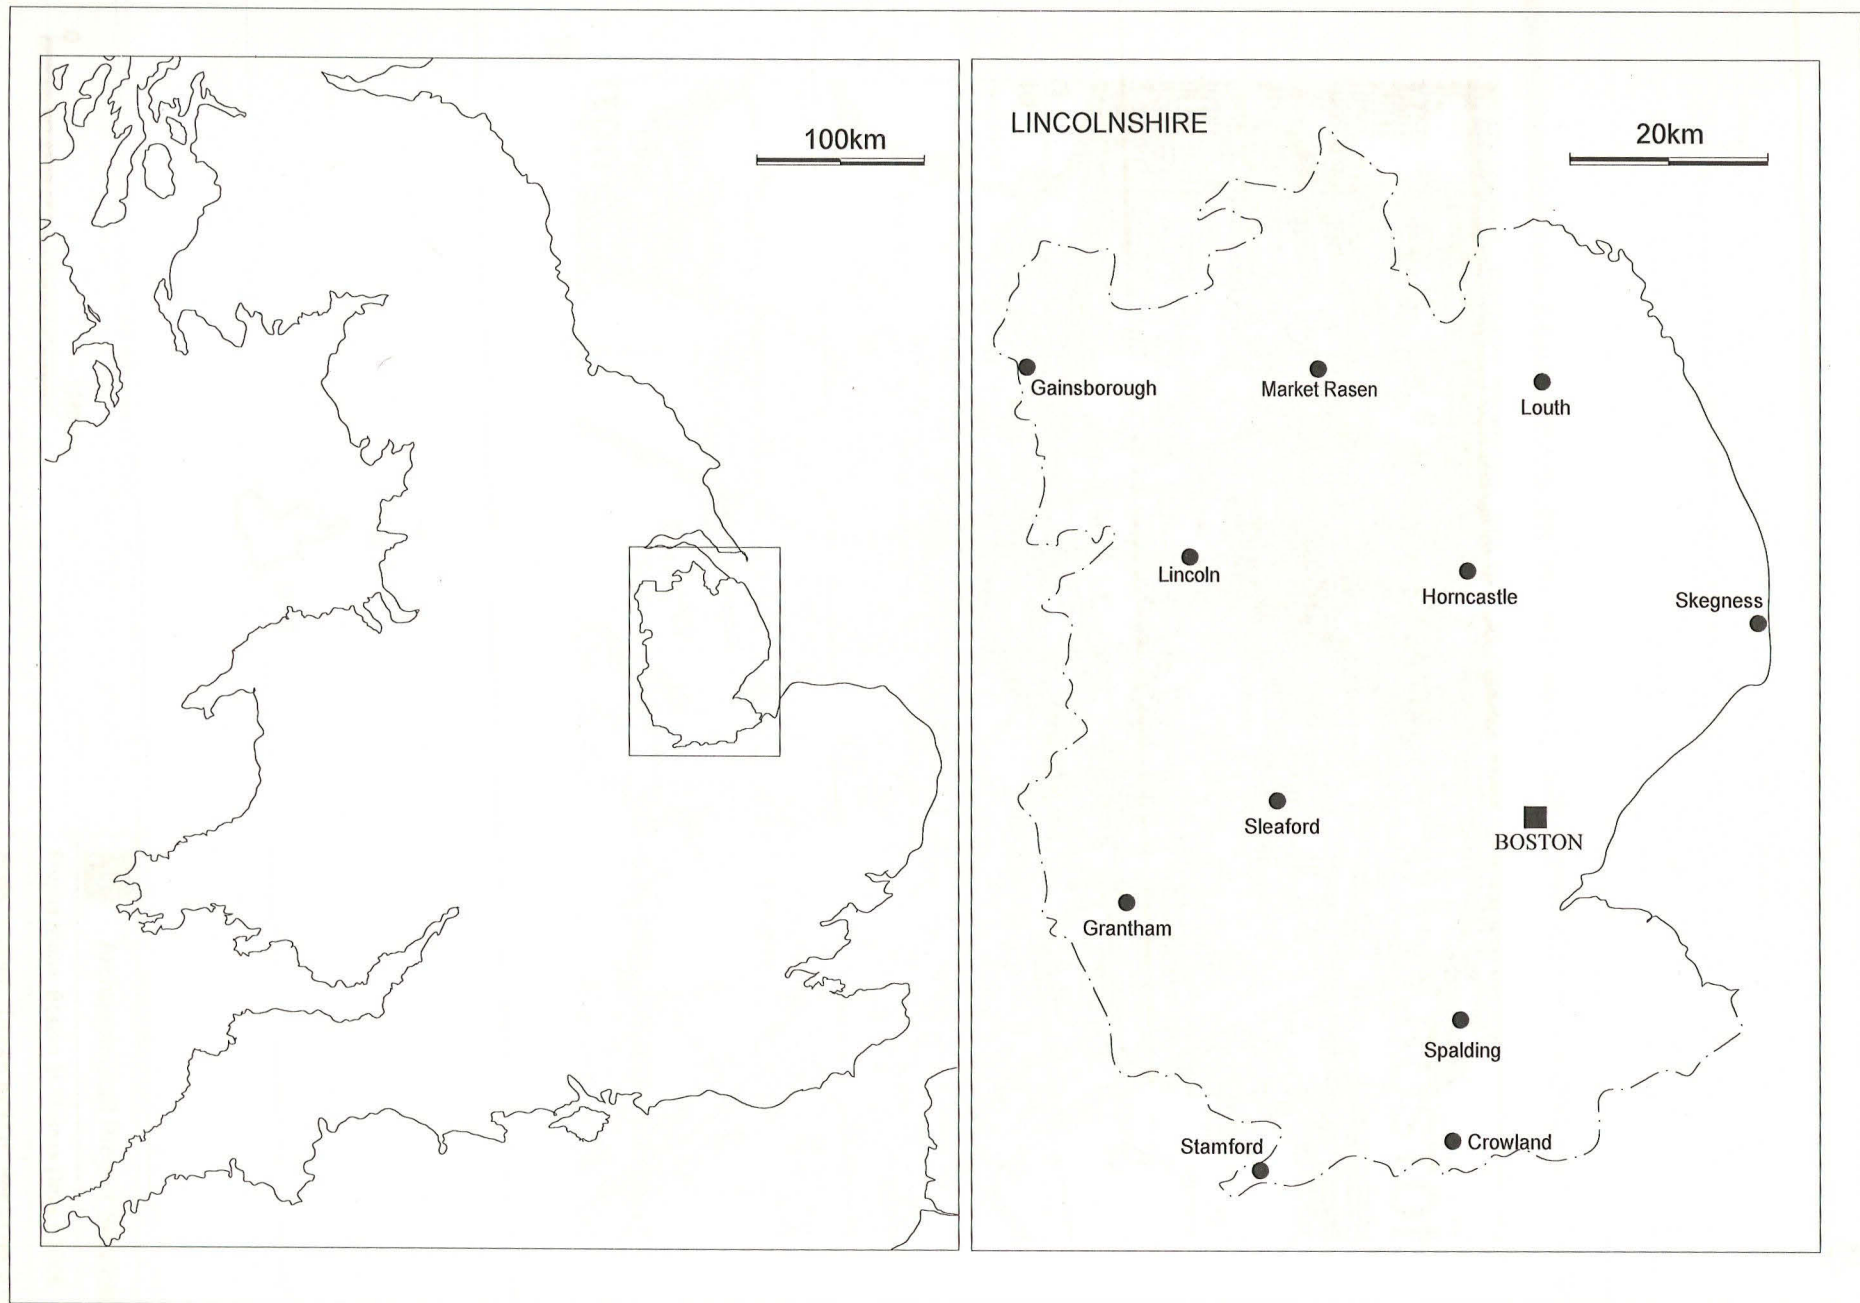 100km
LINCOLNSHIRE
20km
Gainsborough
Market Rasen
Louth
Lincoln
Horncastle
Skegness
Sleaford
BOSTON
Grantham
Spalding
Stamford
Crowland